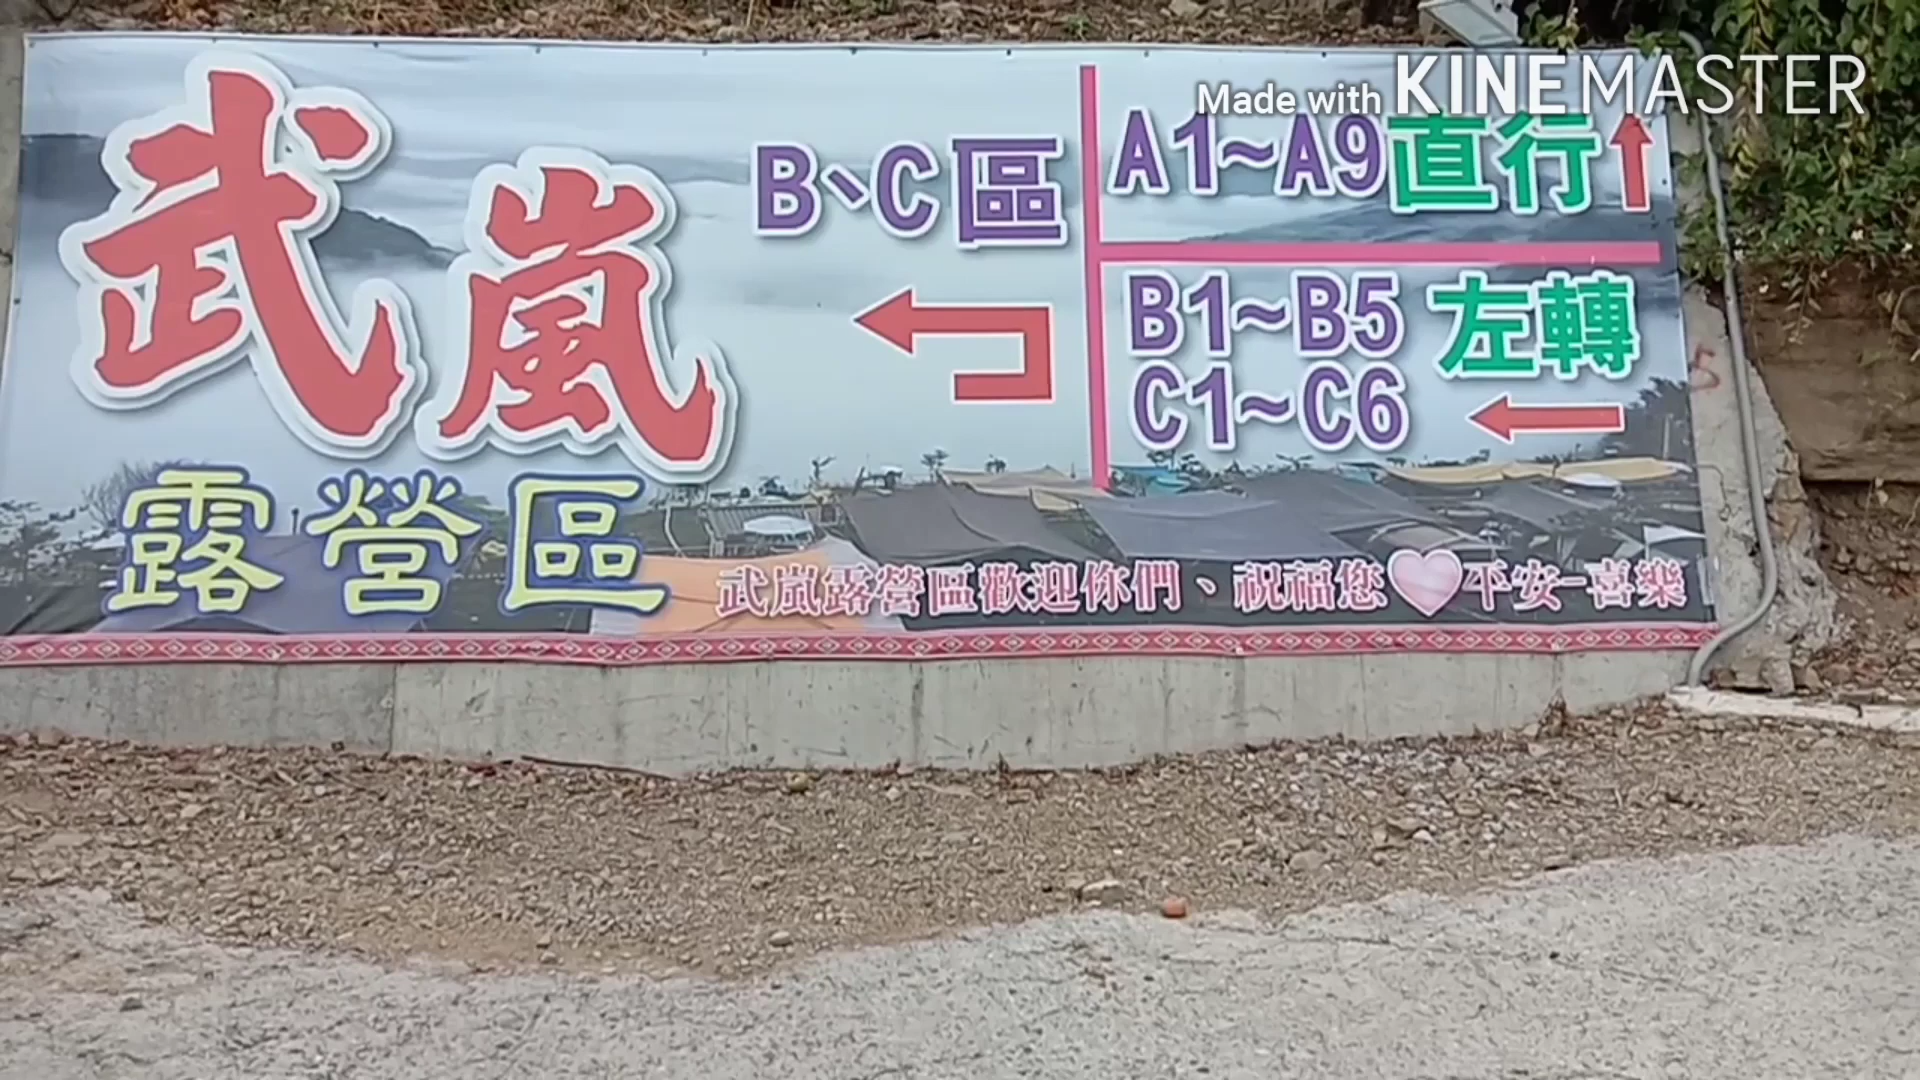 Made with KINEMASTER
武嵐
露營區
B、C區
A1~A9直行
B1~B5 左轉
C1~C6
武嵐露營區歡迎你們、祝福您平安-喜樂